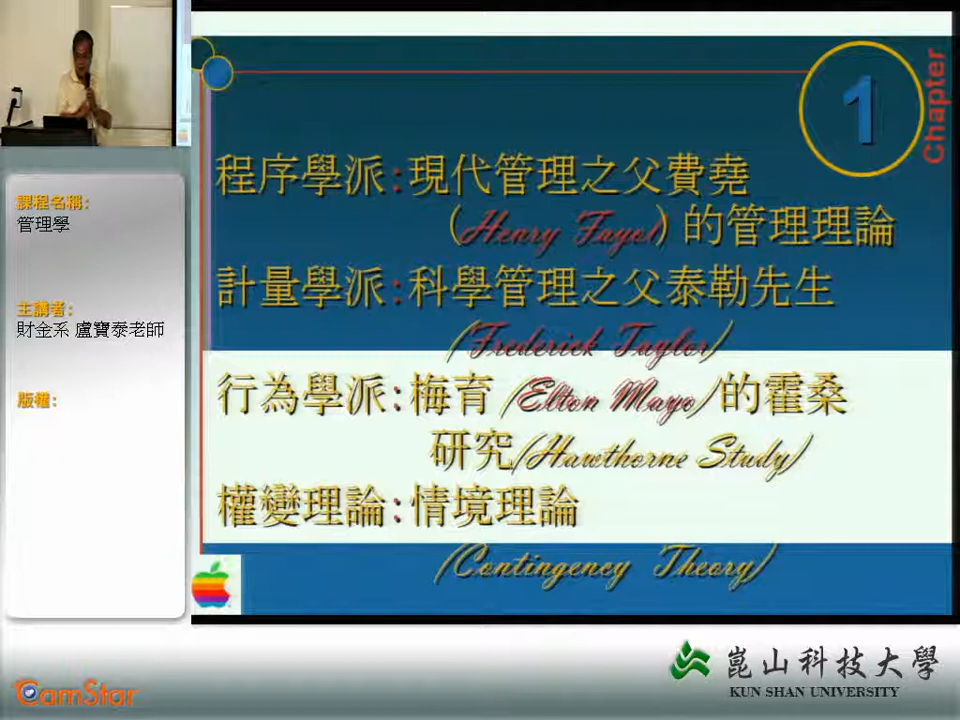 課程名稱:
管理學
主講者:
財金系 盧寶泰老師
版權:
1
Chapter
程序學派:現代管理之父費堯
(Henry Fayol)的管理理論
計量學派:科學管理之父泰勒先生
(Frederick Taylor)
行為學派:梅育(Elton Mayo)的霍桑
研究(Hawthorne Study)
權變理論:情境理論
(Contingency Theory)
CamStar
崑山科技大學
KUN SHAN UNIVERSITY